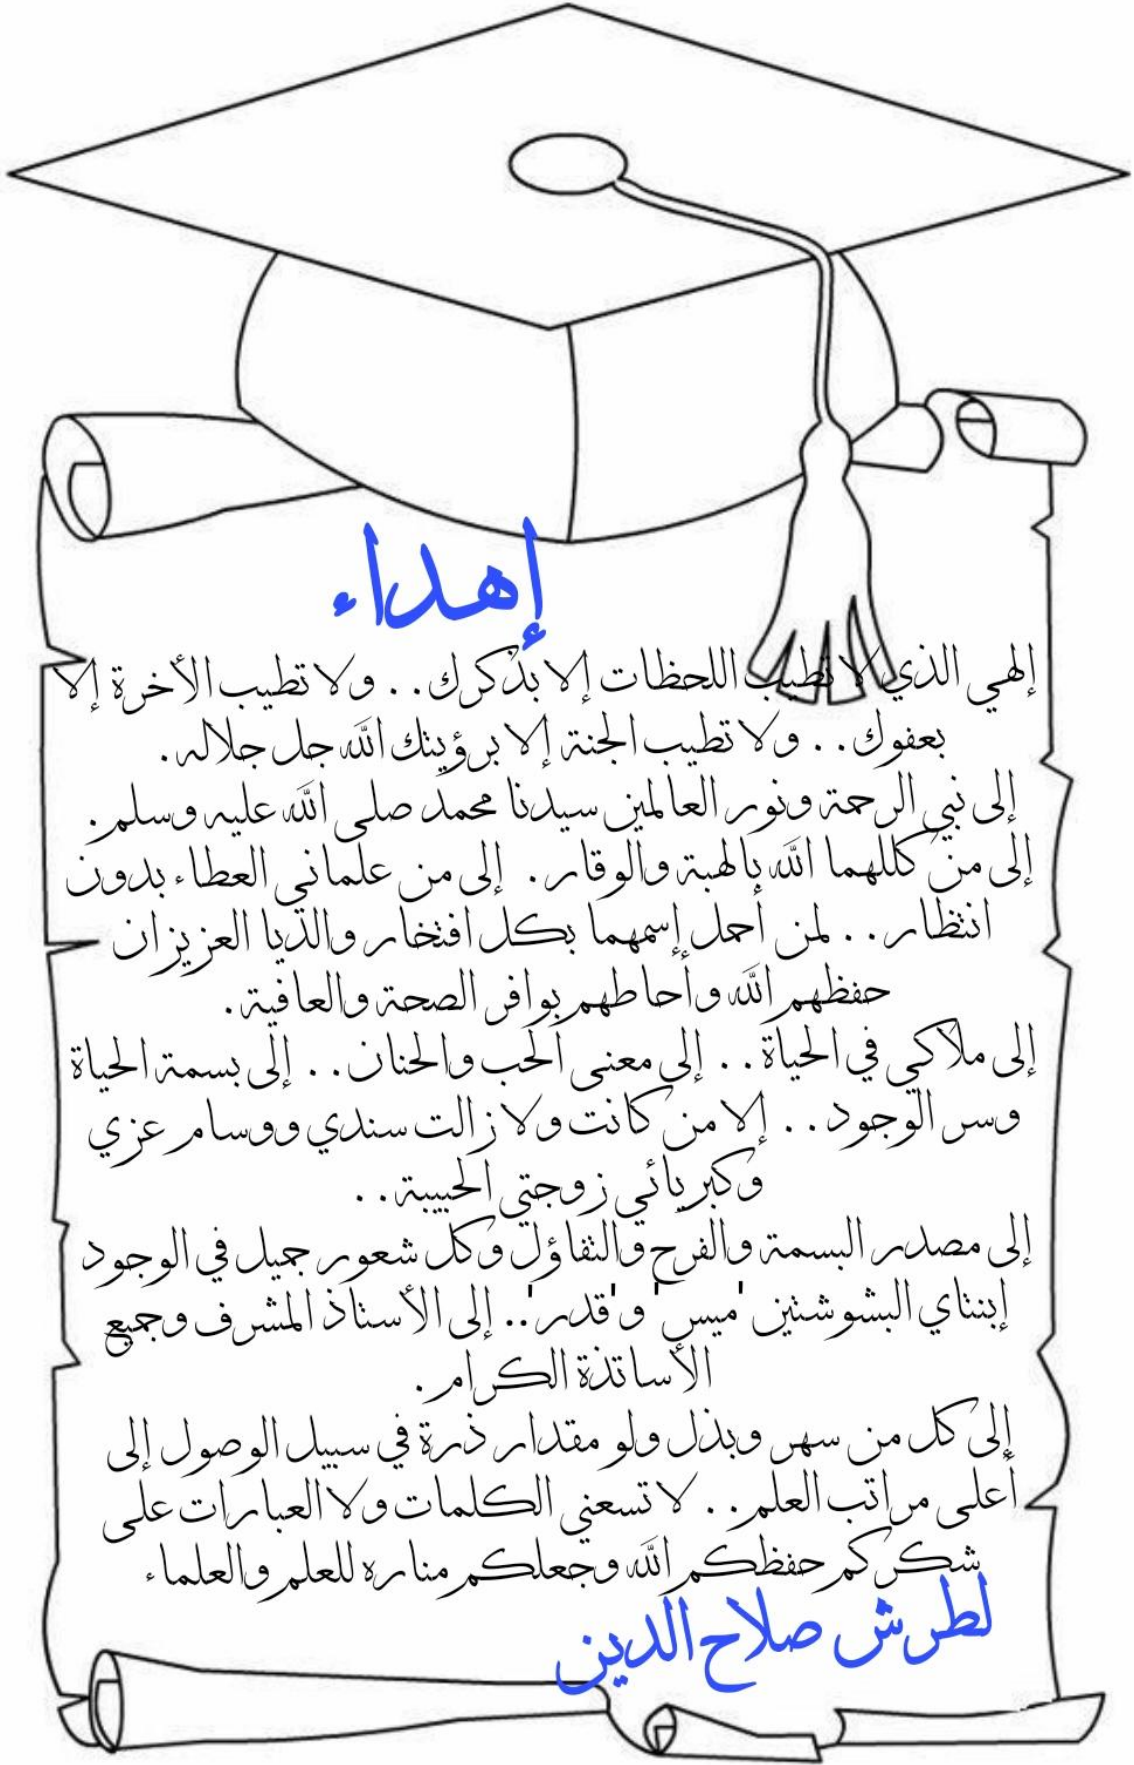 إهداء
إلهي الذي لا تطيب اللحظات إلا بذكرك.. ولا تطيب الأخرة إلا
بعفوك.. ولا تطيب الجنة إلا برؤيتك الله جل جلاله.
إلى نبي الرحمة ونور العالمين سيدنا محمد صلى الله عليه وسلم.
إلى من كللهما الله بالهبة والوقار. إلى من علماني العطاء بدون
انتظار.. لمن أحمل إسمهما بكل افتخار والديا العزيزان
حفظهم الله وأحاطهم بوافر الصحة والعافية.
إلى ملاكي في الحياة.. إلى معنى الحب والحنان.. إلى بسمة الحياة
وسر الوجود.. إلا من كانت ولا زالت سندي ووسام عزي
وكبريائي زوجتي الحبيبة..
إلى مصدر البسمة والفرح والتفاؤل وكل شعور جميل في الوجود
إبنتاي البشوشتين 'ميس' و'قدر'.. إلى الأستاذ المشرف وجميع
الأساتذة الكرام.
إلى كل من سهر وبذل ولو مقدار ذرة في سبيل الوصول إلى
أعلى مراتب العلم.. لا تسعني الكلمات ولا العبارات على
شكركم حفظكم الله وجعلكم مناره للعلم والعلماء
لطرش صلاح الدين